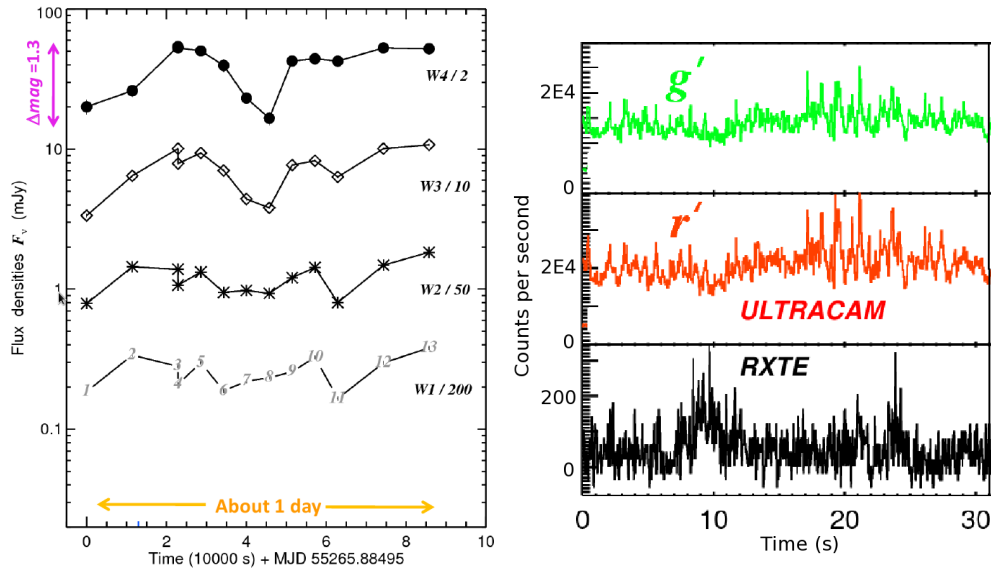 100
10
1
0.1
Flux densities Fν (mJy)
Δmag =1.3
W4 / 2
W3 / 10
W2 / 50
W1 / 200
1 2 3 4 5 6 7 8 9 10 11 12 13
About 1 day
0 2 4 6 8 10
Time (10000 s) + MJD 55265.88495
g′
2E4
0
r′
2E4
0
ULTRACAM
RXTE
200
0
Counts per second
0 10 20 30
Time (s)